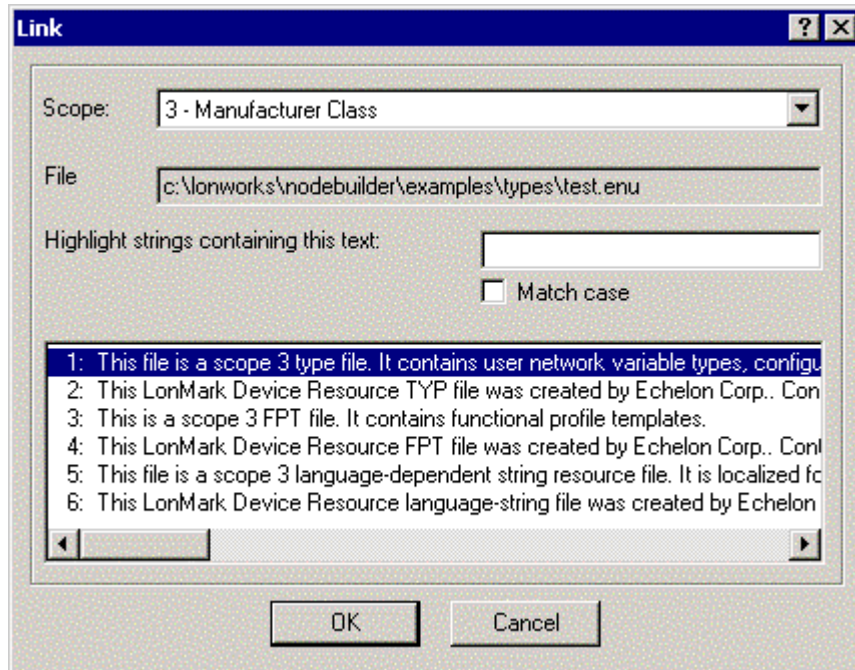 Link
Scope: 3 - Manufacturer Class
File c:\lonworks\nodebuilder\examples\types\test.enu
Highlight strings containing this text:
Match case
1: This file is a scope 3 type file. It contains user network variable types, configu
2: This LonMark Device Resource TYP file was created by Echelon Corp.. Con
3: This is a scope 3 FPT file. It contains functional profile templates.
4: This LonMark Device Resource FPT file was created by Echelon Corp.. Cont
5: This file is a scope 3 language-dependent string resource file. It is localized fo
6: This LonMark Device Resource language-string file was created by Echelon
OK Cancel